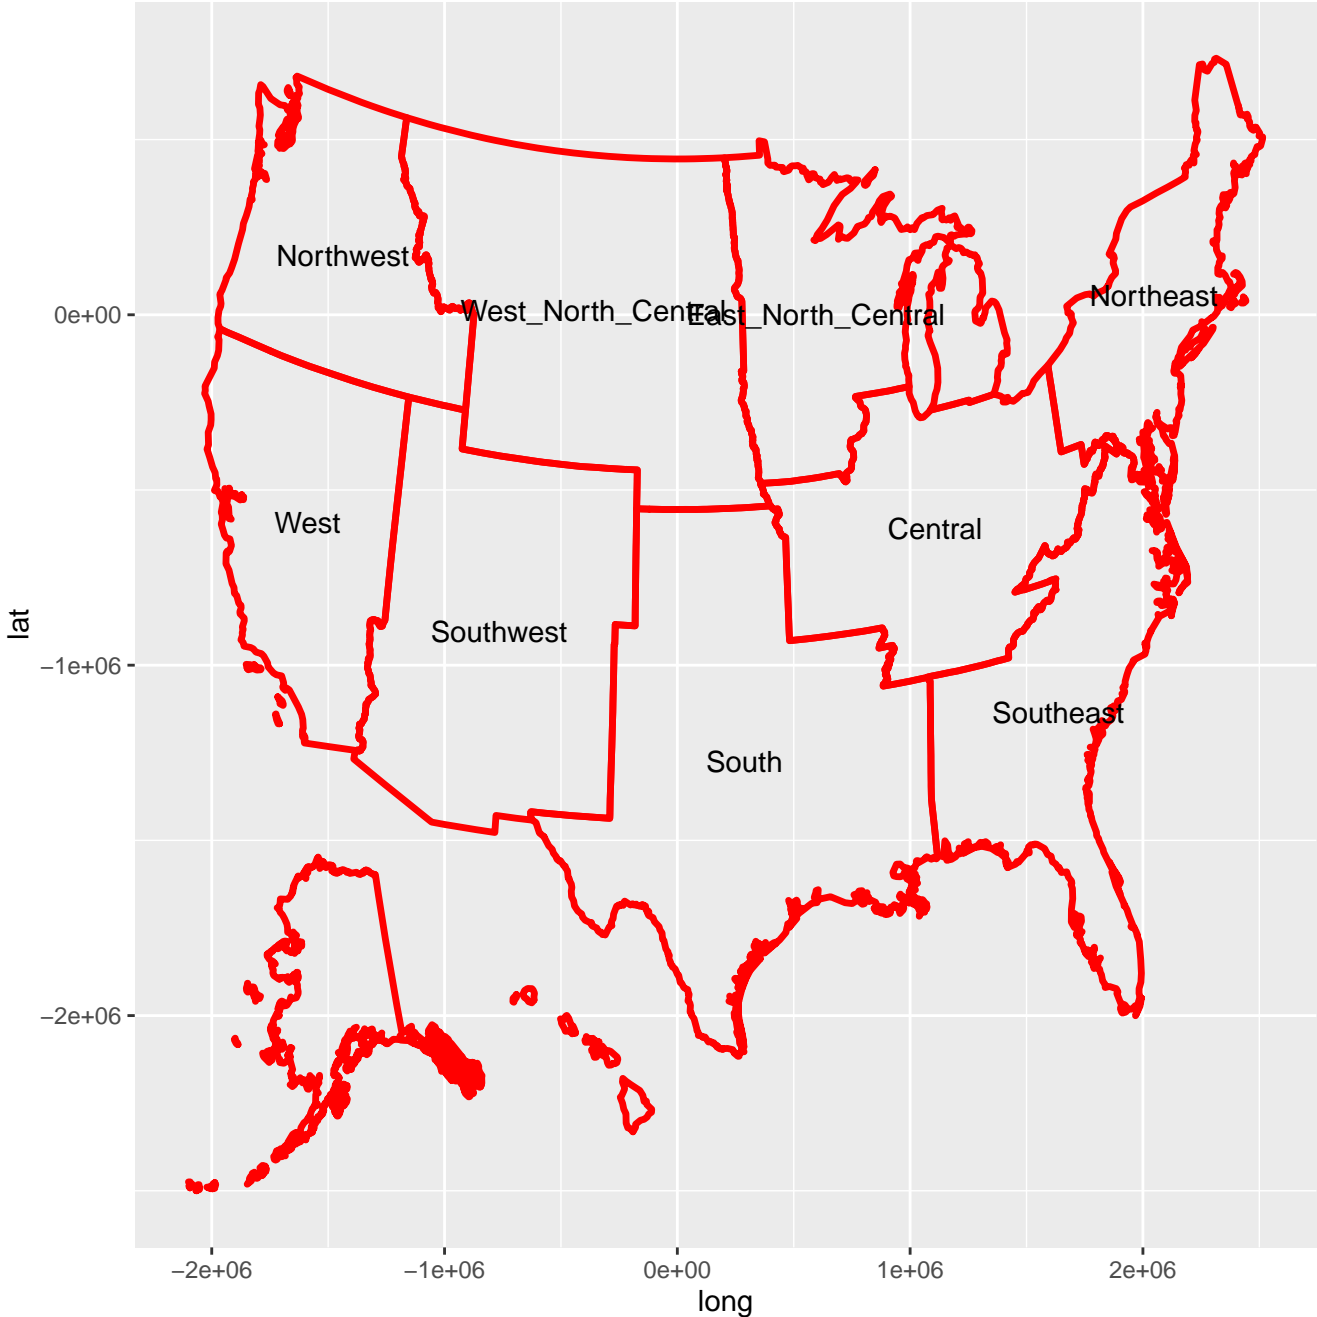 Northwest
West_North_Central
East_North_Central
Northeast
West
Central
Southwest
Southeast
South
lat
0e+00
−1e+06
−2e+06
−2e+06
−1e+06
0e+00
1e+06
2e+06
long